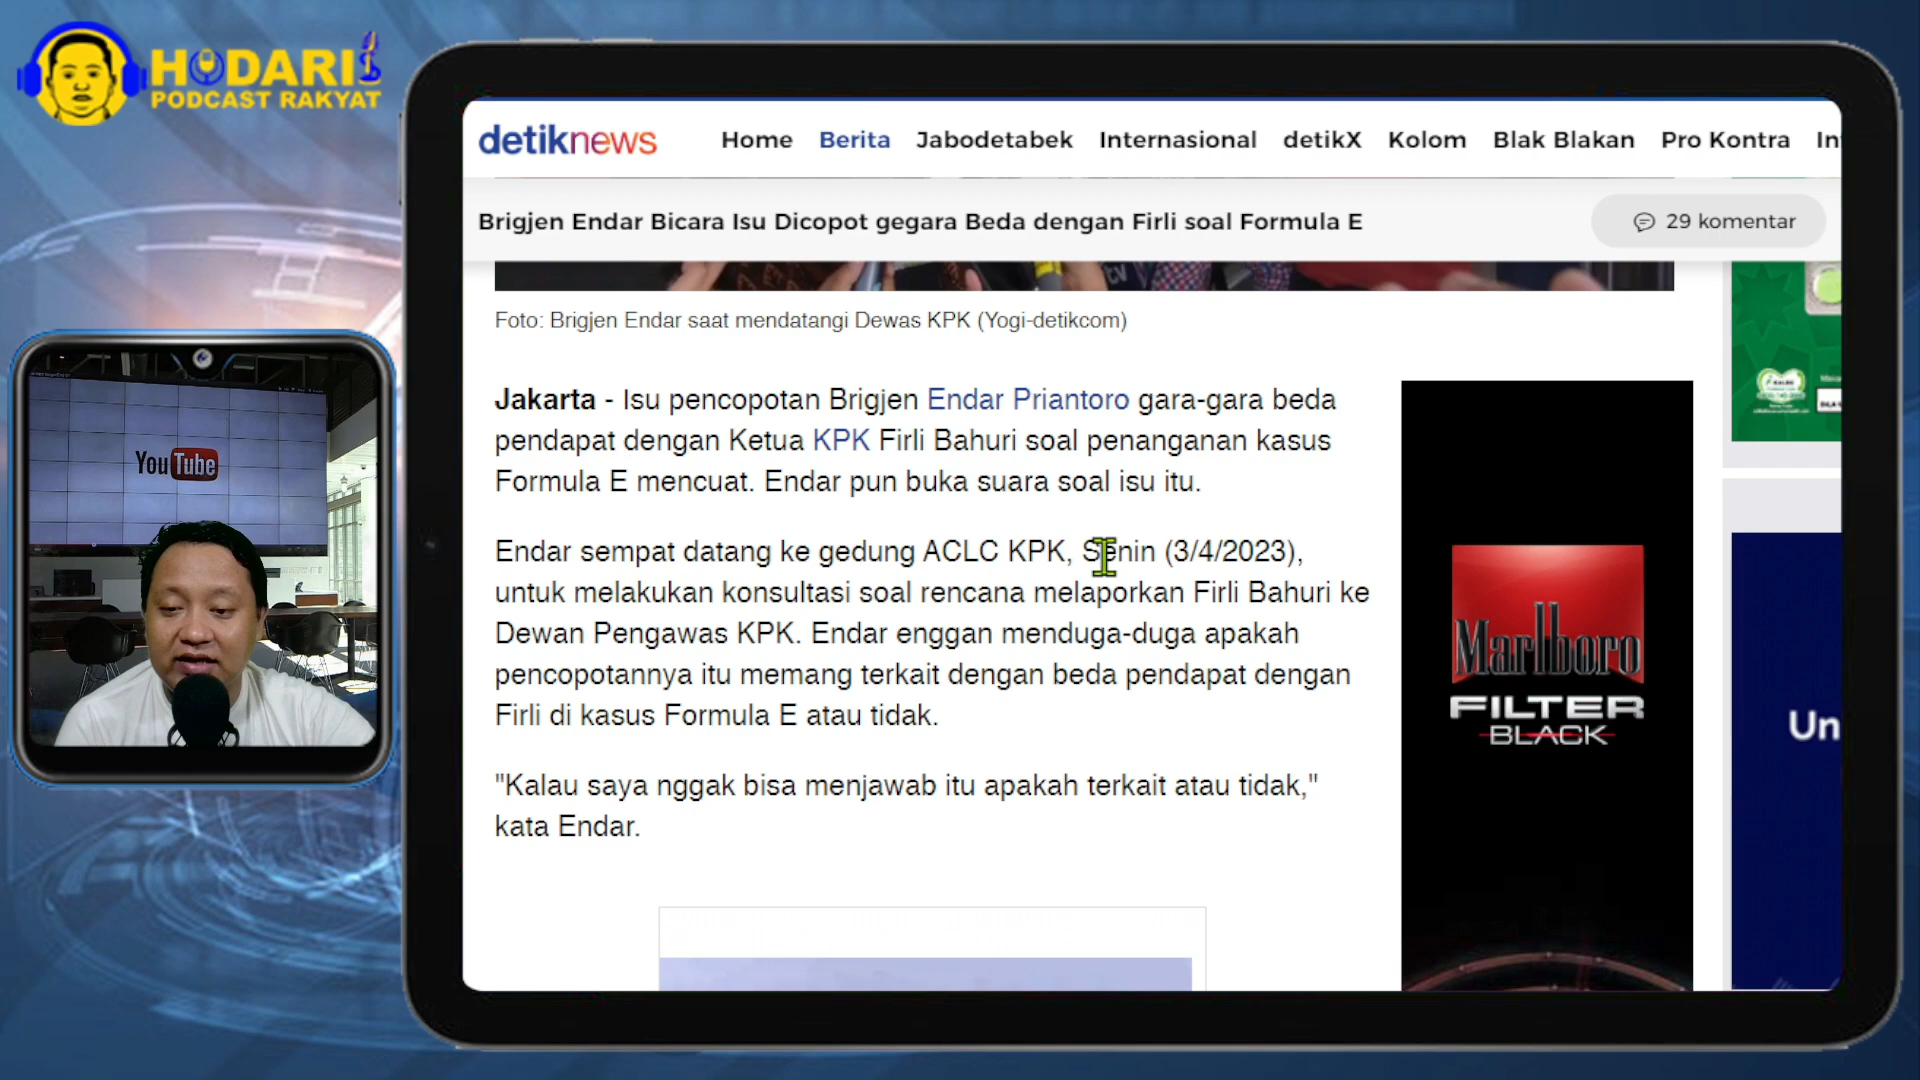 HODARI
PODCAST RAKYAT
YouTube
detiknews
Home Berita Jabodetabek Internasional detikX Kolom Blak Blakan Pro Kontra In
Brigjen Endar Bicara Isu Dicopot gegara Beda dengan Firli soal Formula E
29 komentar
tv
Foto: Brigjen Endar saat mendatangi Dewas KPK (Yogi-detikcom)
Jakarta - Isu pencopotan Brigjen Endar Priantoro gara-gara beda
pendapat dengan Ketua KPK Firli Bahuri soal penanganan kasus
Formula E mencuat. Endar pun buka suara soal isu itu.
Endar sempat datang ke gedung ACLC KPK, Senin (3/4/2023),
untuk melakukan konsultasi soal rencana melaporkan Firli Bahuri ke
Dewan Pengawas KPK. Endar enggan menduga-duga apakah
pencopotannya itu memang terkait dengan beda pendapat dengan
Firli di kasus Formula E atau tidak.
"Kalau saya nggak bisa menjawab itu apakah terkait atau tidak,"
kata Endar.
Marlboro
FILTER
BLACK
Un